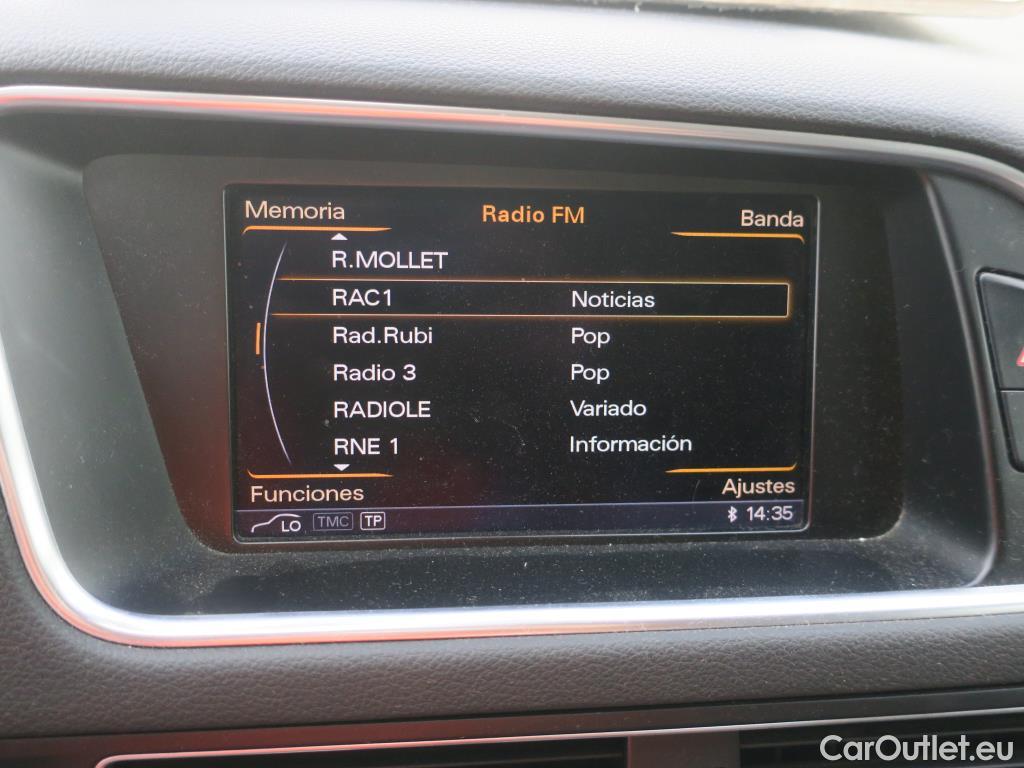 Memoria Radio FM Banda
R.MOLLET
RAC1 Noticias
Rad.Rubi Pop
Radio 3 Pop
RADIOLE Variado
RNE 1 Información
Funciones Ajustes
LO TMC TP 14:35
CarOutlet.eu